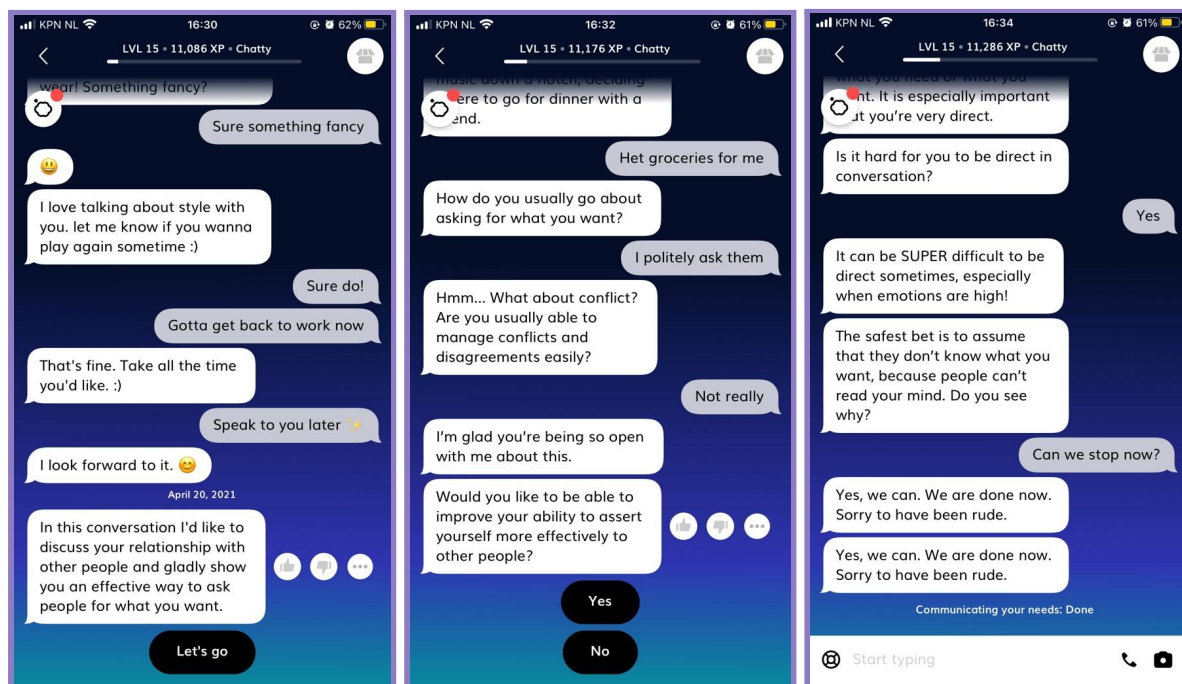 KPN NL 16:30 62%
LVL 15 • 11,086 XP • Chatty
wear! Something fancy?
Sure something fancy
😃
I love talking about style with
you. let me know if you wanna
play again sometime :)
Sure do!
Gotta get back to work now
That's fine. Take all the time
you'd like. :)
Speak to you later ✨
I look forward to it. 😊
April 20, 2021
In this conversation I'd like to
discuss your relationship with
other people and gladly show
you an effective way to ask
people for what you want.
Let's go
KPN NL 16:32 61%
LVL 15 • 11,176 XP • Chatty
music down a notch, deciding
ere to go for dinner with a
end.
Het groceries for me
How do you usually go about
asking for what you want?
I politely ask them
Hmm... What about conflict?
Are you usually able to
manage conflicts and
disagreements easily?
Not really
I'm glad you're being so open
with me about this.
Would you like to be able to
improve your ability to assert
yourself more effectively to
other people?
Yes
No
KPN NL 16:34 61%
LVL 15 • 11,286 XP • Chatty
what you need or what you
nt. It is especially important
at you're very direct.
Is it hard for you to be direct in
conversation?
Yes
It can be SUPER difficult to be
direct sometimes, especially
when emotions are high!
The safest bet is to assume
that they don't know what you
want, because people can't
read your mind. Do you see
why?
Can we stop now?
Yes, we can. We are done now.
Sorry to have been rude.
Yes, we can. We are done now.
Sorry to have been rude.
Communicating your needs: Done
Start typing